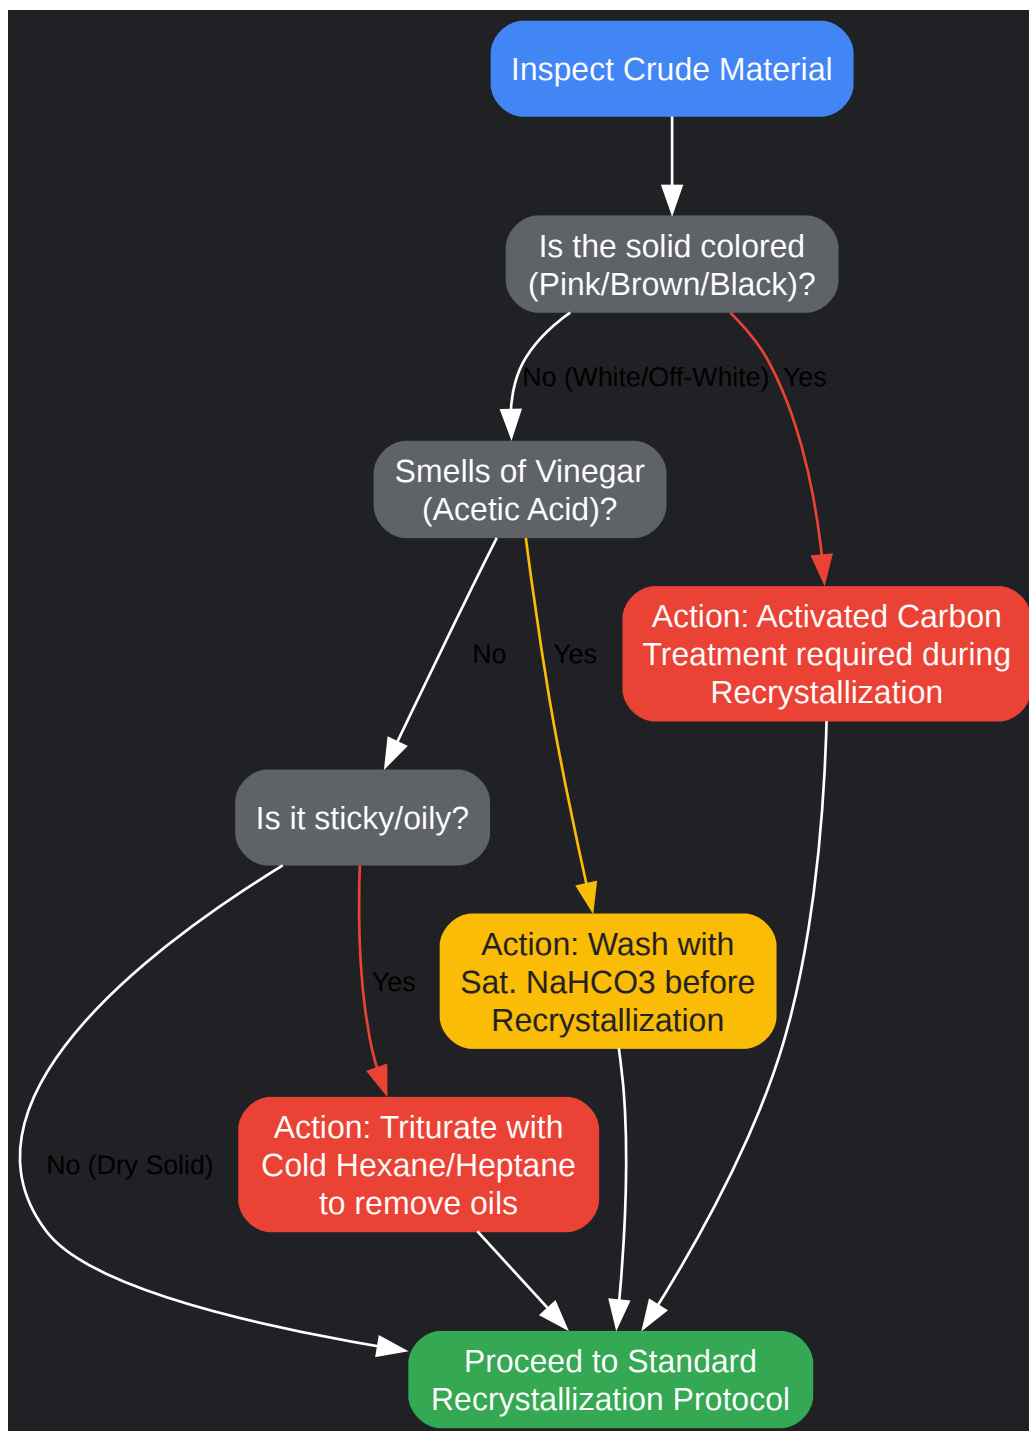 Inspect Crude Material
Is the solid colored
(Pink/Brown/Black)?
No (White/Off-White)
Yes
Smells of Vinegar
(Acetic Acid)?
Action: Activated Carbon
Treatment required during
Recrystallization
No
Yes
Is it sticky/oily?
Action: Wash with
Sat. NaHCO3 before
Recrystallization
Yes
Action: Triturate with
Cold Hexane/Heptane
to remove oils
No (Dry Solid)
Proceed to Standard
Recrystallization Protocol